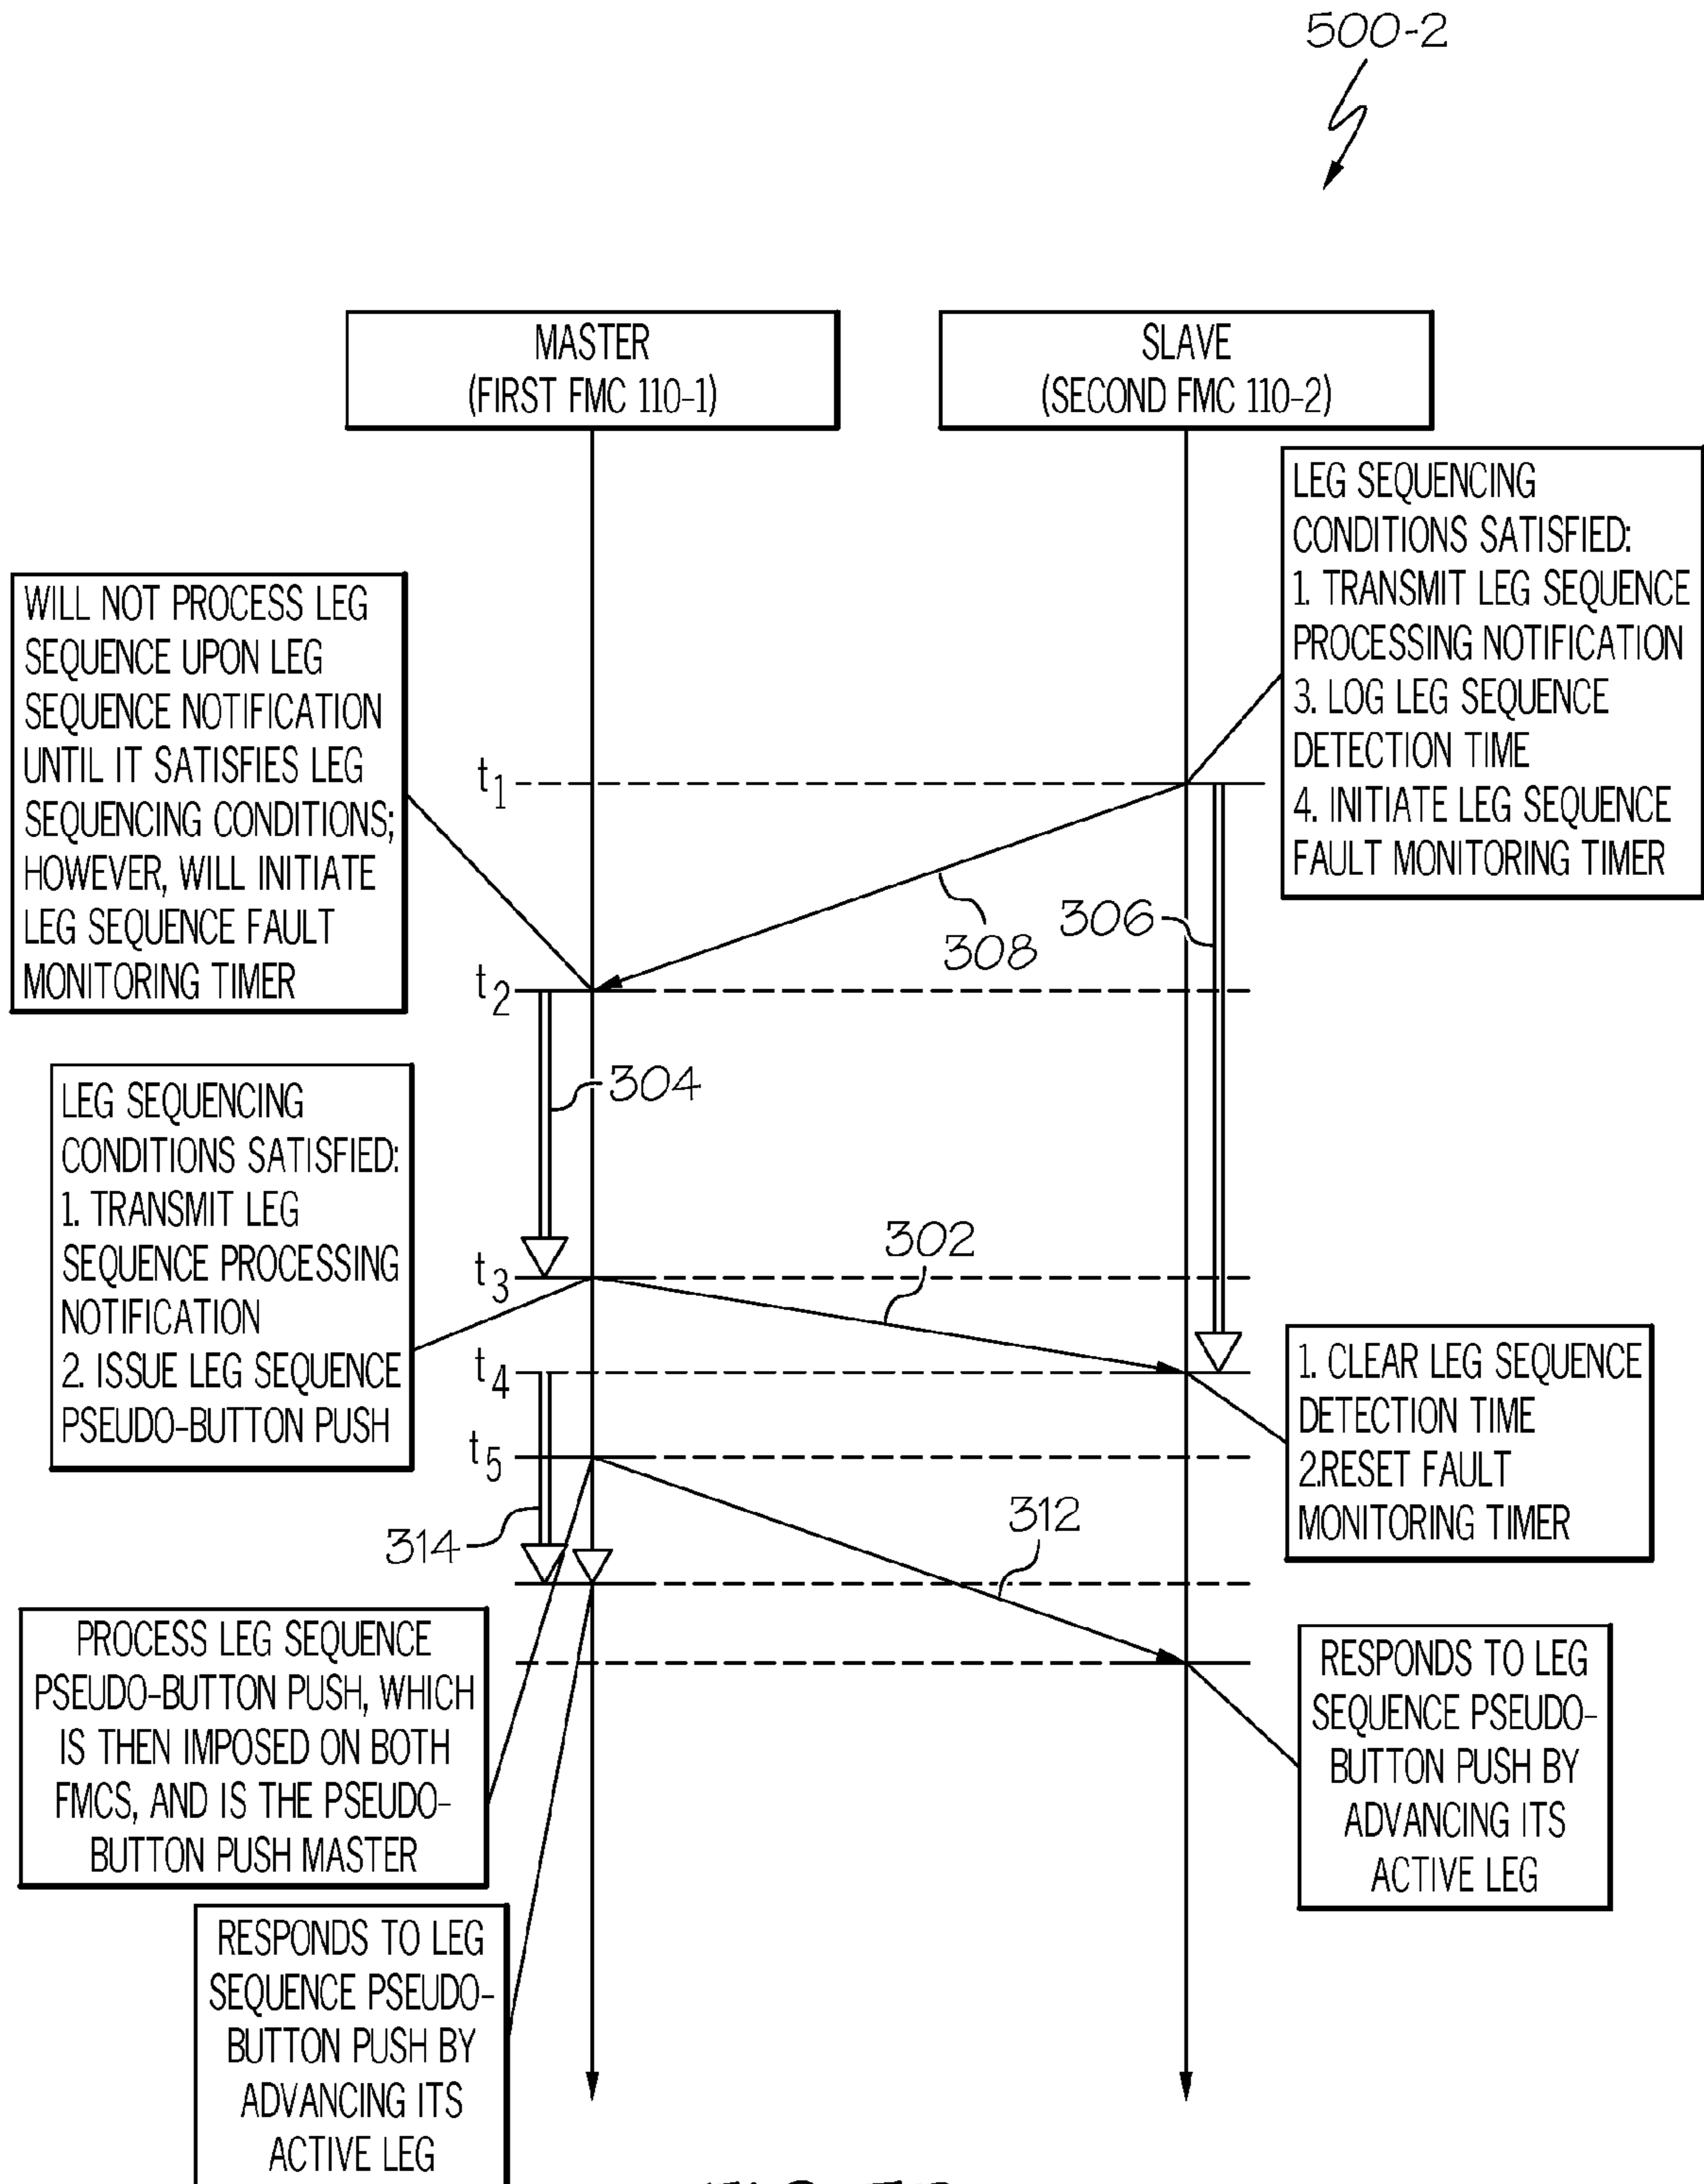 500-2
MASTER
(FIRST FMC 110-1)
SLAVE
(SECOND FMC 110-2)
LEG SEQUENCING
CONDITIONS SATISFIED:
1. TRANSMIT LEG SEQUENCE
PROCESSING NOTIFICATION
3. LOG LEG SEQUENCE
DETECTION TIME
4. INITIATE LEG SEQUENCE
FAULT MONITORING TIMER
WILL NOT PROCESS LEG
SEQUENCE UPON LEG
SEQUENCE NOTIFICATION
UNTIL IT SATISFIES LEG
SEQUENCING CONDITIONS;
HOWEVER, WILL INITIATE
LEG SEQUENCE FAULT
MONITORING TIMER
t1
308
306
t2
304
LEG SEQUENCING
CONDITIONS SATISFIED:
1. TRANSMIT LEG
SEQUENCE PROCESSING
NOTIFICATION
2. ISSUE LEG SEQUENCE
PSEUDO-BUTTON PUSH
t3
302
t4
1. CLEAR LEG SEQUENCE
DETECTION TIME
2.RESET FAULT
MONITORING TIMER
t5
314
312
PROCESS LEG SEQUENCE
PSEUDO-BUTTON PUSH, WHICH
IS THEN IMPOSED ON BOTH
FMCS, AND IS THE PSEUDO-
BUTTON PUSH MASTER
RESPONDS TO LEG
SEQUENCE PSEUDO-
BUTTON PUSH BY
ADVANCING ITS
ACTIVE LEG
RESPONDS TO LEG
SEQUENCE PSEUDO-
BUTTON PUSH BY
ADVANCING ITS
ACTIVE LEG